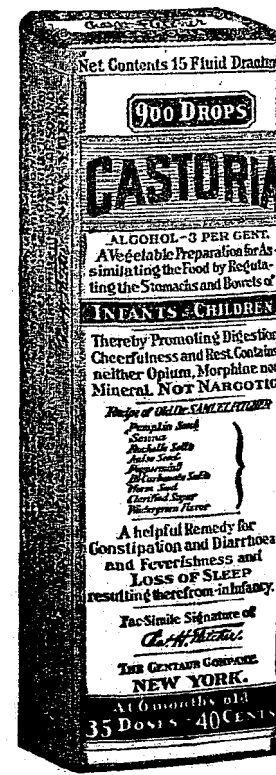 Net Contents 15 Fluid Drachm
900 DROPS
CASTORIA
ALCOHOL-3 PER CENT.
A Vegetable Preparation for As-
similating the Food by Regula-
ting the Stomachs and Bowels of
INFANTS & CHILDREN
Thereby Promoting Digestion
Cheerfulness and Rest. Contains
neither Opium, Morphine nor
Mineral. NOT NARCOTIC
Recipe of Old Dr. SAMUEL PITCHER
Pumpkin Seed
Senna
Rochelle Salts
Anise Seed
Peppermint
Bi Carbonate Soda
Worm Seed
Clarified Sugar
Wintergreen Flavor
A helpful Remedy for
Constipation and Diarrhoea
and Feverishness and
LOSS OF SLEEP
resulting therefrom-in Infancy.
Fac-Simile Signature of
Chas. H. Fletcher.
THE CENTAUR COMPANY.
NEW YORK.
At 6 months old
35 DOSES - 40 CENTS